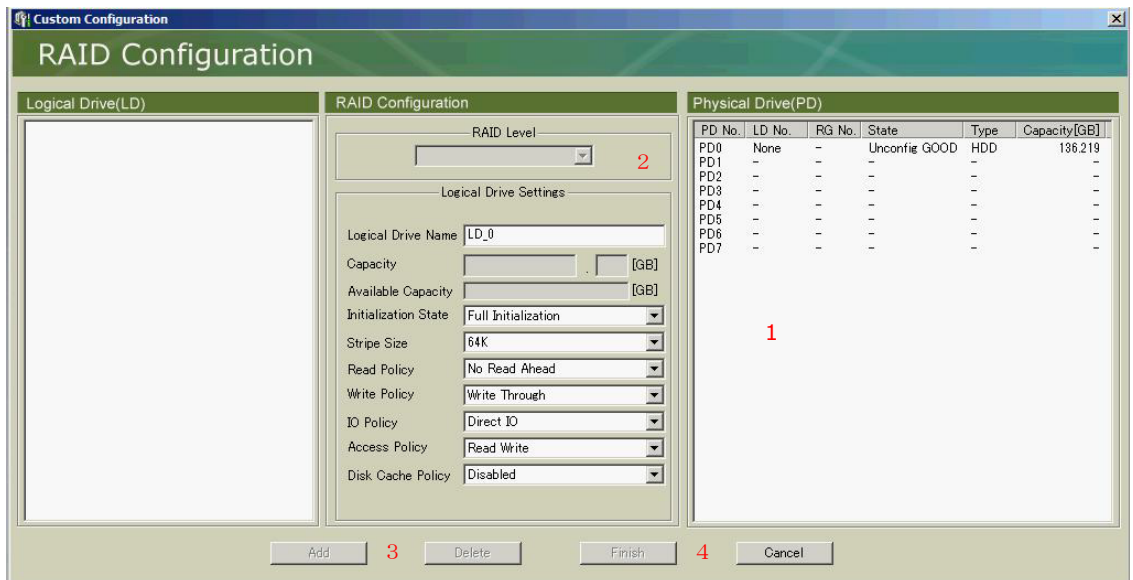 Custom Configuration
RAID Configuration
Logical Drive(LD)
RAID Configuration
Physical Drive(PD)
RAID Level
2
Logical Drive Settings
Logical Drive Name LD_0
Capacity . [GB]
Available Capacity [GB]
Initialization State Full Initialization
Stripe Size 64K
Read Policy No Read Ahead
Write Policy Write Through
IO Policy Direct IO
Access Policy Read Write
Disk Cache Policy Disabled
PD No. LD No. RG No. State Type Capacity[GB]
PD0 None - Unconfig GOOD HDD 136.219
PD1 - - - - -
PD2 - - - - -
PD3 - - - - -
PD4 - - - - -
PD5 - - - - -
PD6 - - - - -
PD7 - - - - -
1
Add 3 Delete Finish 4 Cancel